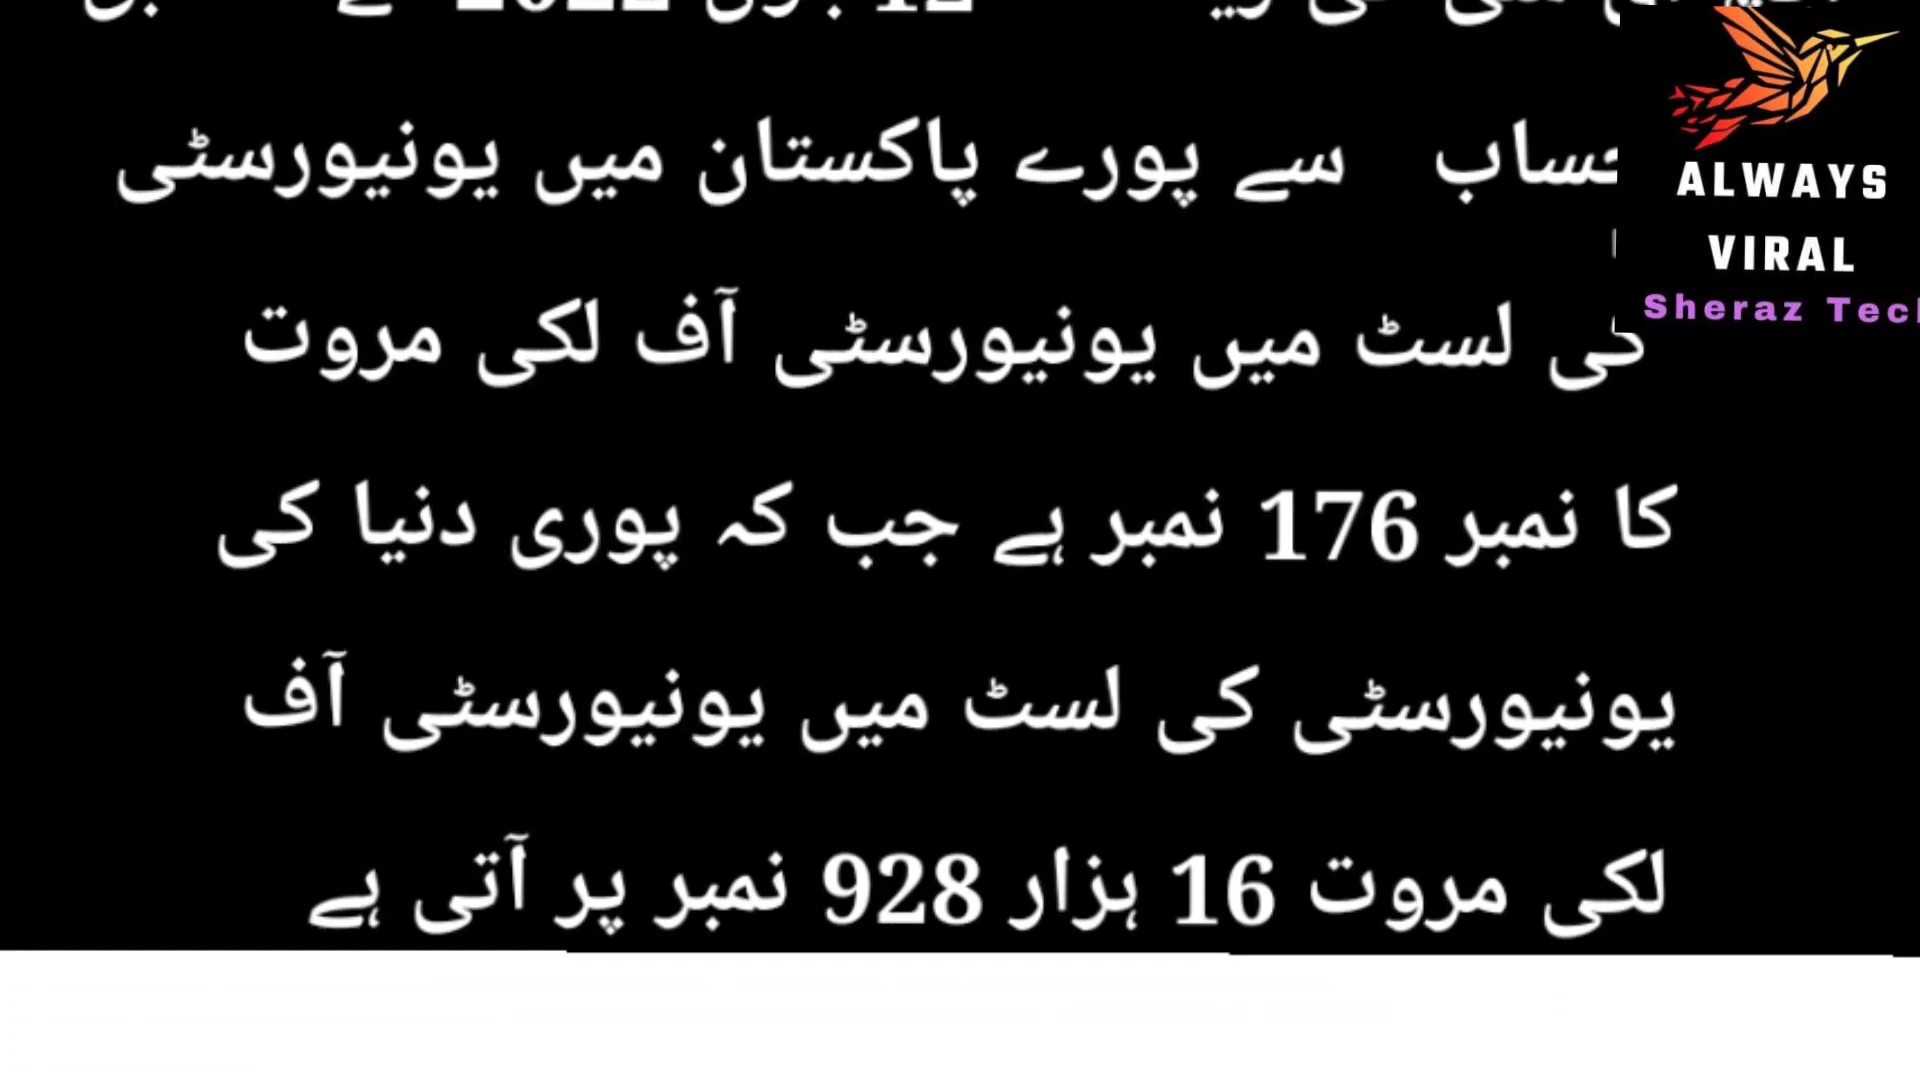 حساب سے پورے پاکستان میں یونیورسٹی
کی لسٹ میں یونیورسٹی آف لکی مروت
کا نمبر 176 نمبر ہے جب کہ پوری دنیا کی
یونیورسٹی کی لسٹ میں یونیورسٹی آف
لکی مروت 16 ہزار 928 نمبر پر آتی ہے
ALWAYS
VIRAL
Sheraz Tec